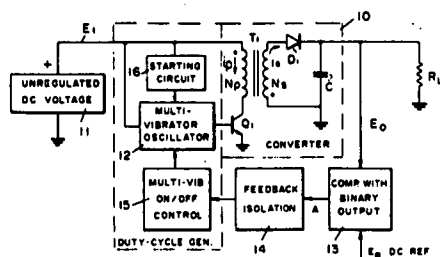 E1
10
T1
D1
16
STARTING CIRCUIT
ip
Np
is
Ns
C
RL
+
UNREGULATED DC VOLTAGE
11
MULTI-VIBRATOR OSCILLATOR
12
Q1
CONVERTER
E0
15
MULTI-VIB ON/OFF CONTROL
FEEDBACK ISOLATION
14
A
COMP. WITH BINARY OUTPUT
13
DUTY-CYCLE GEN.
ER DC REF